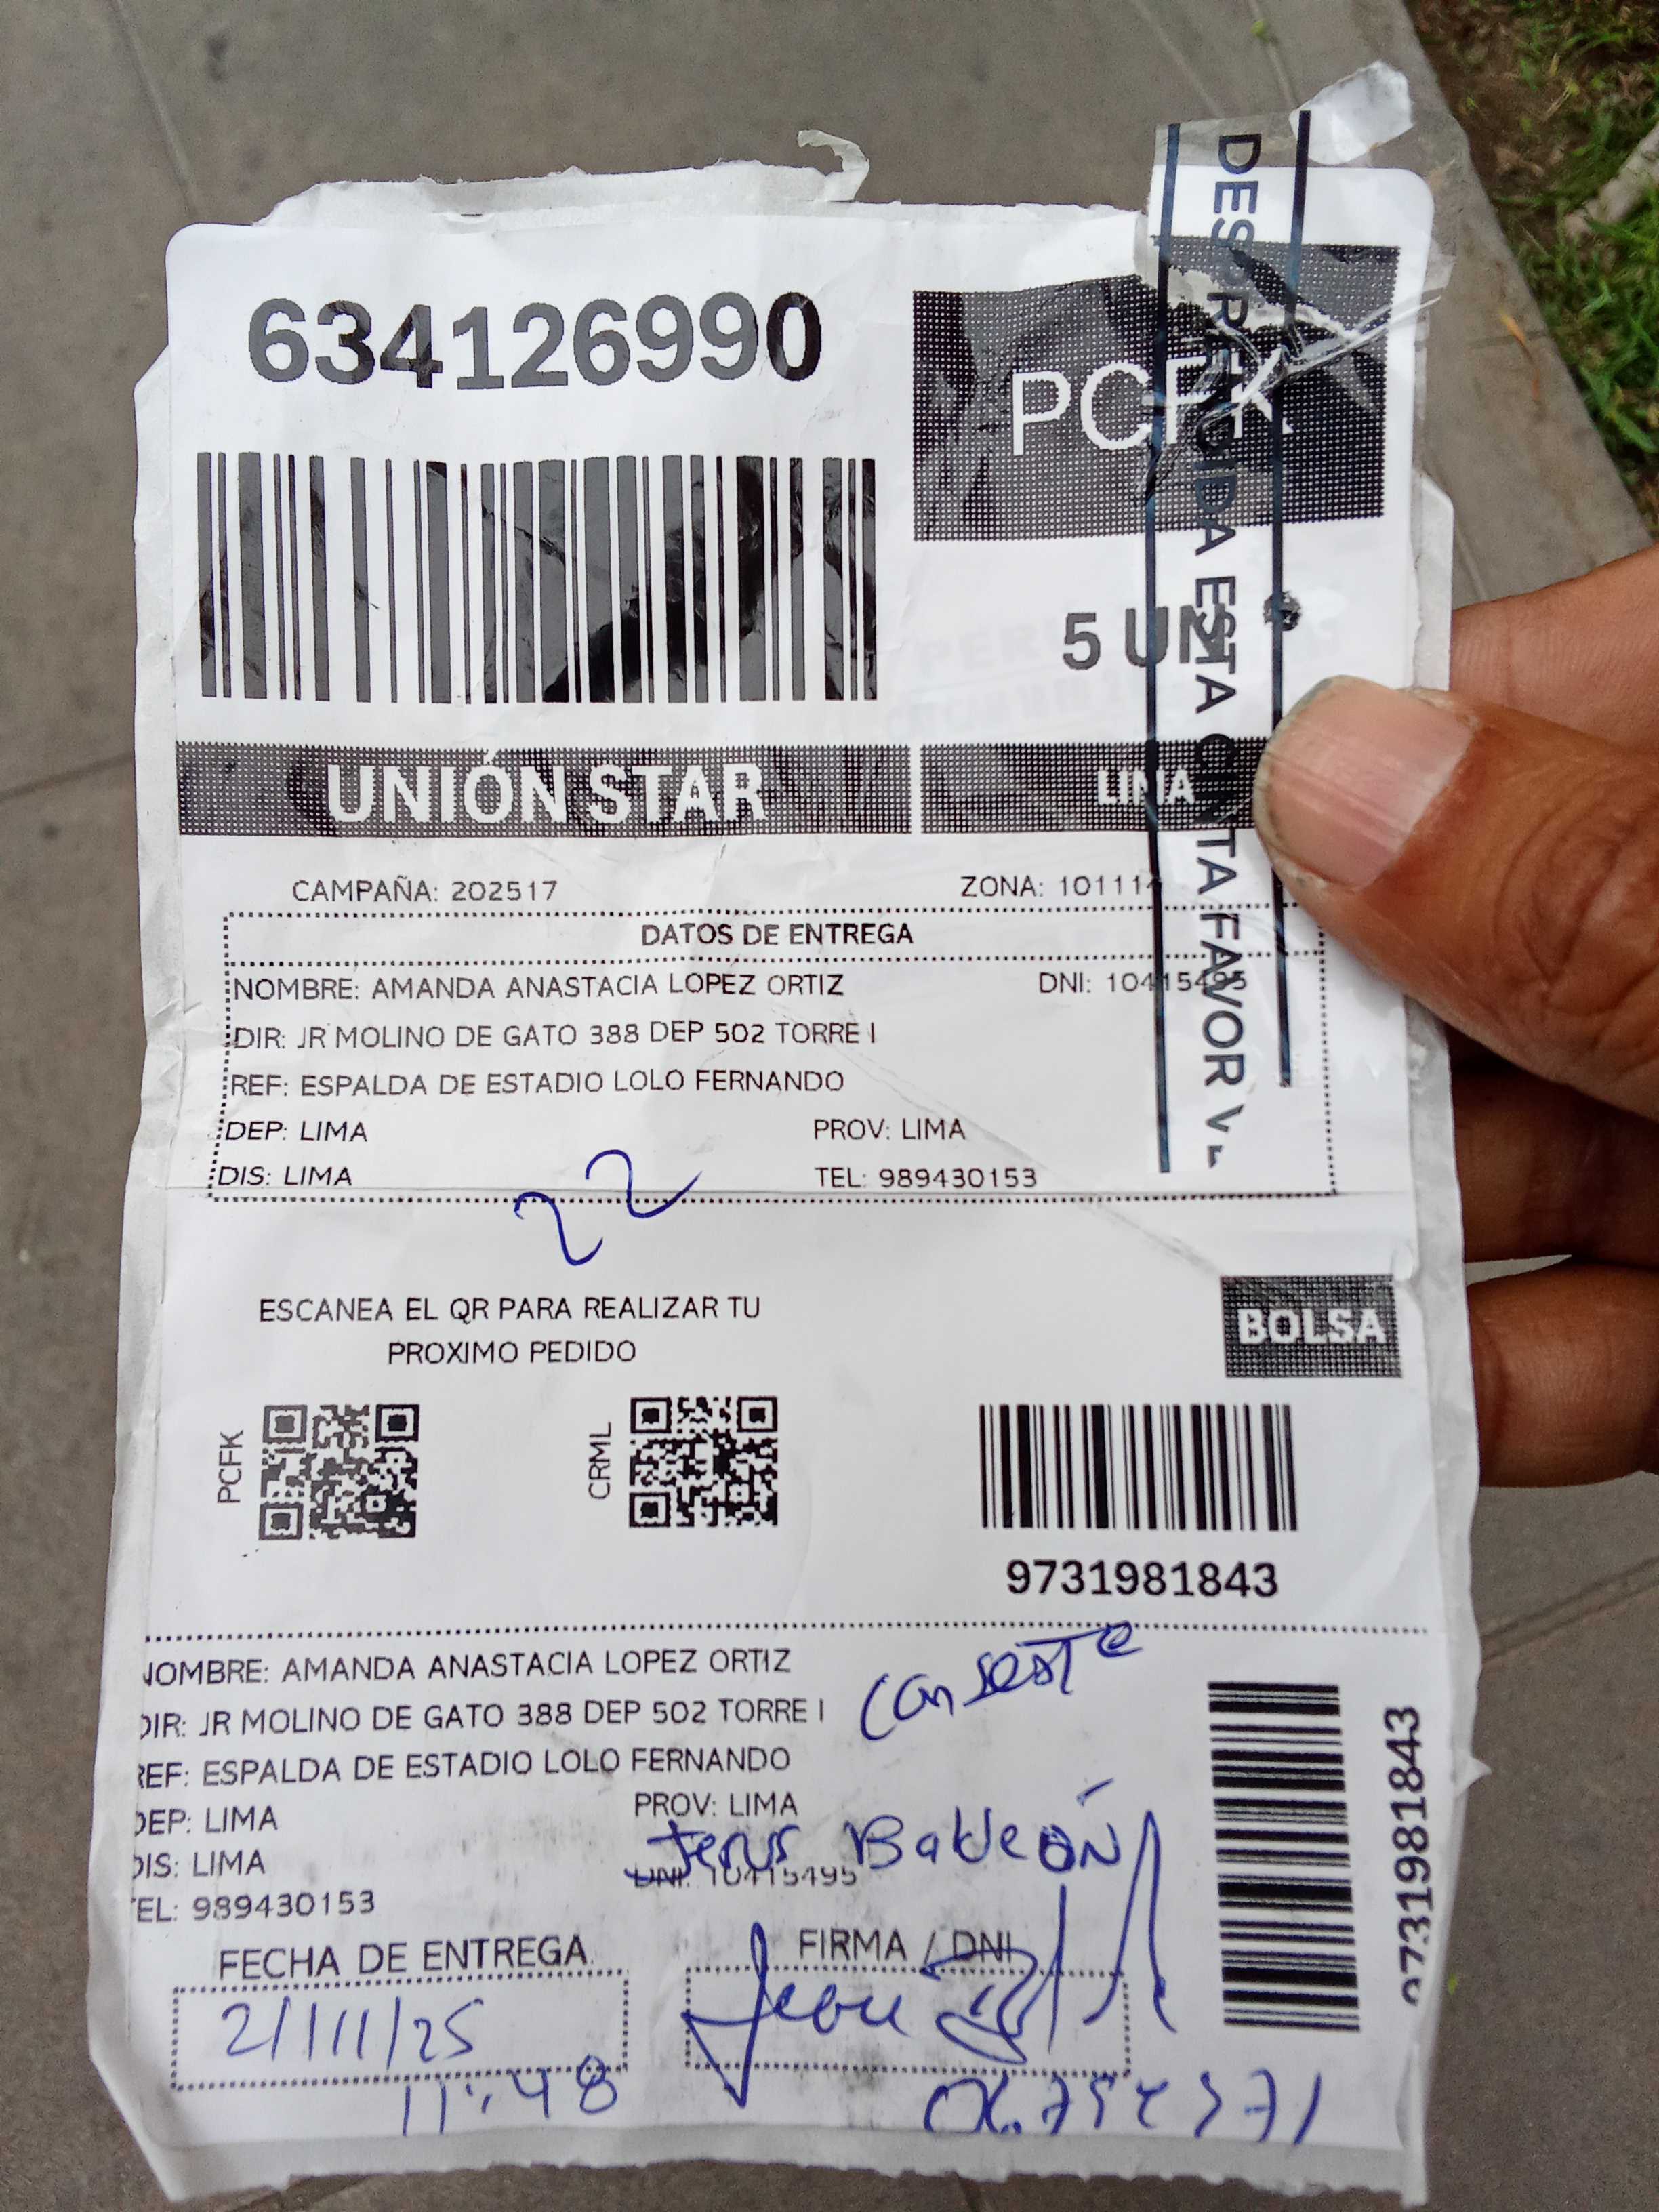 634126990
PCFK
5 UN
UNIÓN STAR
LIMA
CAMPAÑA: 202517
ZONA: 101114
DATOS DE ENTREGA
NOMBRE: AMANDA ANASTACIA LOPEZ ORTIZ
DNI: 10415495
DIR: JR MOLINO DE GATO 388 DEP 502 TORRE I
REF: ESPALDA DE ESTADIO LOLO FERNANDO
DEP: LIMA
PROV: LIMA
DIS: LIMA
TEL: 989430153
22
ESCANEA EL QR PARA REALIZAR TU
PROXIMO PEDIDO
BOLSA
PCFK
CRML
9731981843
NOMBRE: AMANDA ANASTACIA LOPEZ ORTIZ
DIR: JR MOLINO DE GATO 388 DEP 502 TORRE I
REF: ESPALDA DE ESTADIO LOLO FERNANDO
DEP: LIMA
PROV: LIMA
DIS: LIMA
DNI: 10415495
TEL: 989430153
9731981843
FECHA DE ENTREGA
FIRMA / DNI
21/11/25
11:48
ESTA CINTA FAVOR